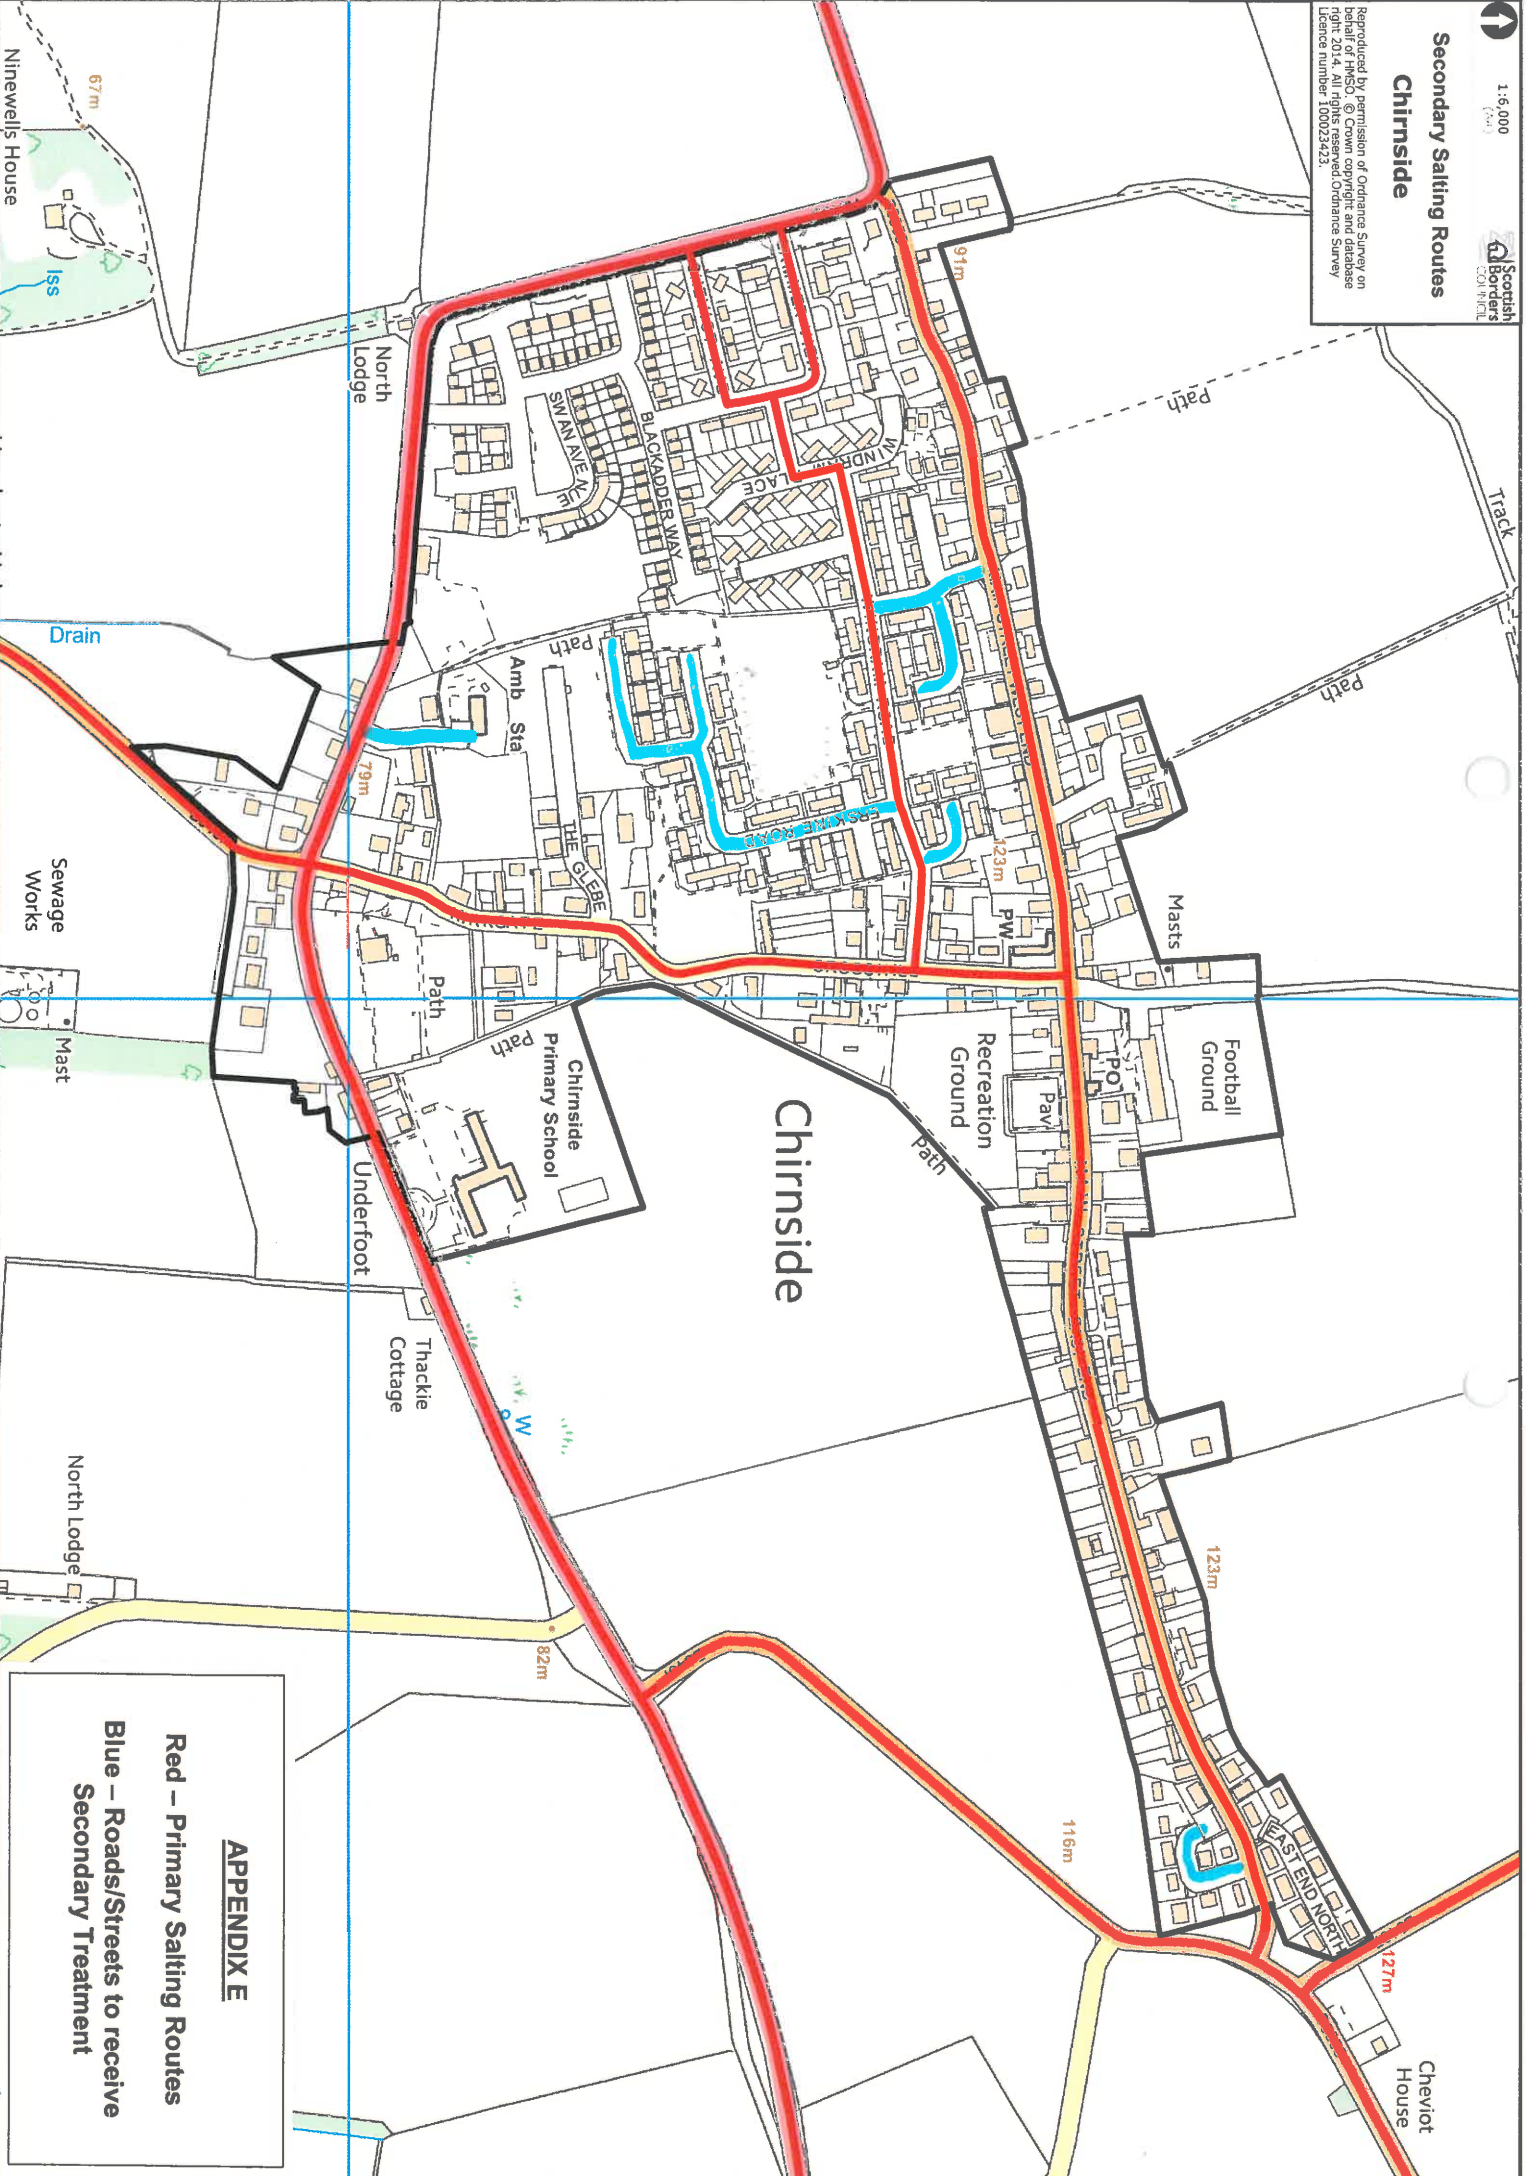 1:6,000
Scottish
Borders
COUNCIL
Secondary Salting Routes
Chirnside
Reproduced by permission of Ordnance Survey on
behalf of HMSO. © Crown copyright and database
right 2014. All rights reserved.Ordnance Survey
Licence number 100023423.
Track
Path
Path
91m
WINDRAM
PLACE
BLACKADDER WAY
SWAN AVENUE
North
Lodge
67m
Ninewells House
Iss
Drain
Path
Amb Sta
79m
ERSKINE ROAD
THE GLEBE
KIRKGATE
CROSSHILL
123m
PW
Masts
Football
Ground
PO
Pav
Recreation
Ground
Path
Path
Path
Chirnside
Primary School
Chirnside
Sewage
Works
Mast
Underfoot
Thackie
Cottage
W
North Lodge
82m
123m
116m
EAST END NORTH
127m
Cheviot
House
APPENDIX E
Red – Primary Salting Routes
Blue – Roads/Streets to receive
Secondary Treatment